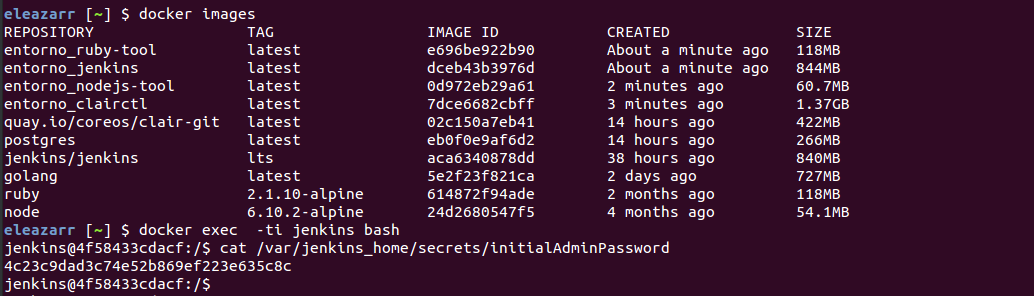 eleazarr [~] $ docker images
REPOSITORY TAG IMAGE ID CREATED SIZE
entorno_ruby-tool latest e696be922b90 About a minute ago 118MB
entorno_jenkins latest dceb43b3976d About a minute ago 844MB
entorno_nodejs-tool latest 0d972eb29a61 2 minutes ago 60.7MB
entorno_clairctl latest 7dce6682cbff 3 minutes ago 1.37GB
quay.io/coreos/clair-git latest 02c150a7eb41 14 hours ago 422MB
postgres latest eb0f0e9af6d2 14 hours ago 266MB
jenkins/jenkins lts aca6340878dd 38 hours ago 840MB
golang latest 5e2f23f821ca 2 days ago 727MB
ruby 2.1.10-alpine 614872f94ade 2 months ago 118MB
node 6.10.2-alpine 24d2680547f5 4 months ago 54.1MB
eleazarr [~] $ docker exec  -ti jenkins bash
jenkins@4f58433cdacf:/$ cat /var/jenkins_home/secrets/initialAdminPassword
4c23c9dad3c74e52b869ef223e635c8c
jenkins@4f58433cdacf:/$